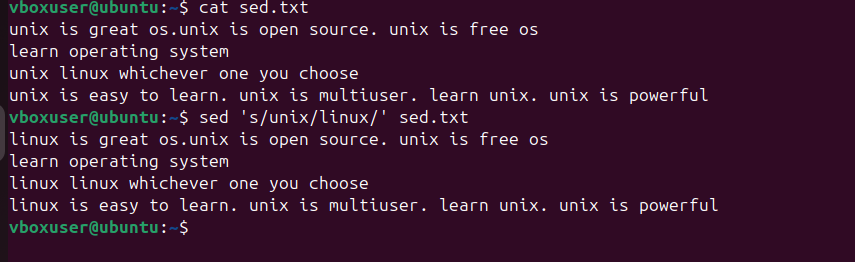 vboxuser@ubuntu:~$ cat sed.txt
unix is great os.unix is open source. unix is free os
learn operating system
unix linux whichever one you choose
unix is easy to learn. unix is multiuser. learn unix. unix is powerful
vboxuser@ubuntu:~$ sed 's/unix/linux/' sed.txt
linux is great os.unix is open source. unix is free os
learn operating system
linux linux whichever one you choose
linux is easy to learn. unix is multiuser. learn unix. unix is powerful
vboxuser@ubuntu:~$